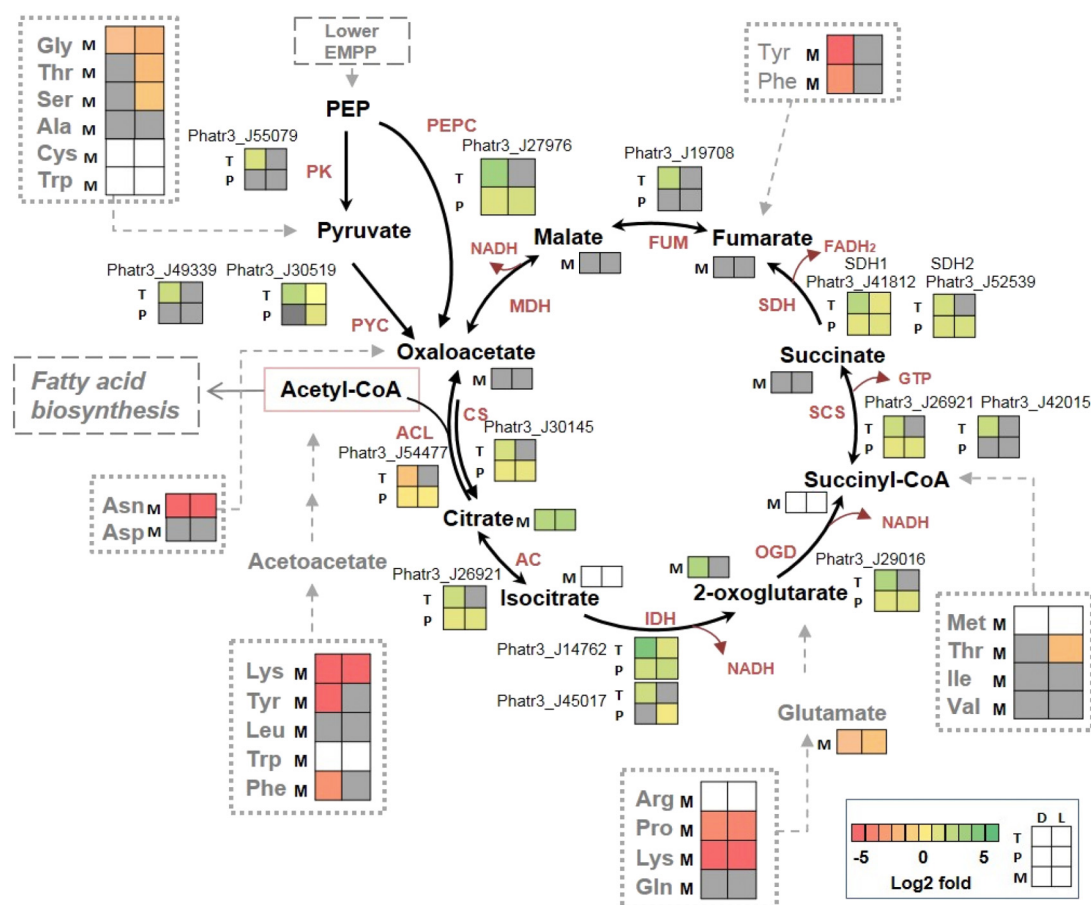 Gly M
Thr M
Ser M
Ala M
Cys M
Trp M
Lower
EMPP
PEP
Tyr M
Phe M
Phatr3_J55079
T
P
PK
PEPC
Phatr3_J27976
T
P
Phatr3_J19708
T
P
Pyruvate
Malate
M
FUM
Fumarate
M
NADH
MDH
FADH2
SDH
SDH1
Phatr3_J41812
T
P
SDH2
Phatr3_J52539
T
P
Phatr3_J49339
T
P
Phatr3_J30519
T
P
PYC
Oxaloacetate
M
Succinate
M
GTP
SCS
Phatr3_J26921
T
P
Phatr3_J42015
T
P
Fatty acid
biosynthesis
Acetyl-CoA
CS
ACL
Phatr3_J54477
T
P
Phatr3_J30145
T
P
Succinyl-CoA
M
NADH
OGD
Asn M
Asp M
Citrate M
Acetoacetate
AC
Phatr3_J26921
T
P
M
Isocitrate
M
2-oxoglutarate
Phatr3_J29016
T
P
IDH
NADH
Phatr3_J14762 T
P
Phatr3_J45017 T
P
Met M
Thr M
Ile M
Val M
Lys M
Tyr M
Leu M
Trp M
Phe M
Glutamate
M
Arg M
Pro M
Lys M
Gln M
D L
T
P
M
-5 0 5
Log2 fold